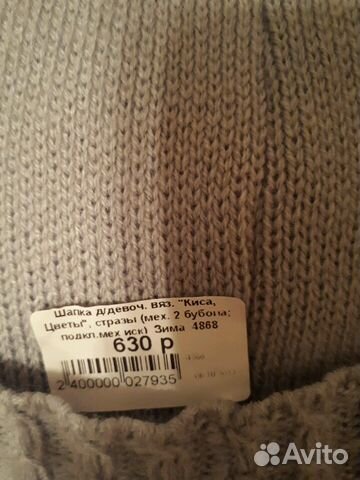 Шапка д/девоч. вяз. "Киса,
Цветы", стразы (мех. 2 бубона;
подкл.мех иск) Зима 4868
630 р
2 400000 027935
Avito